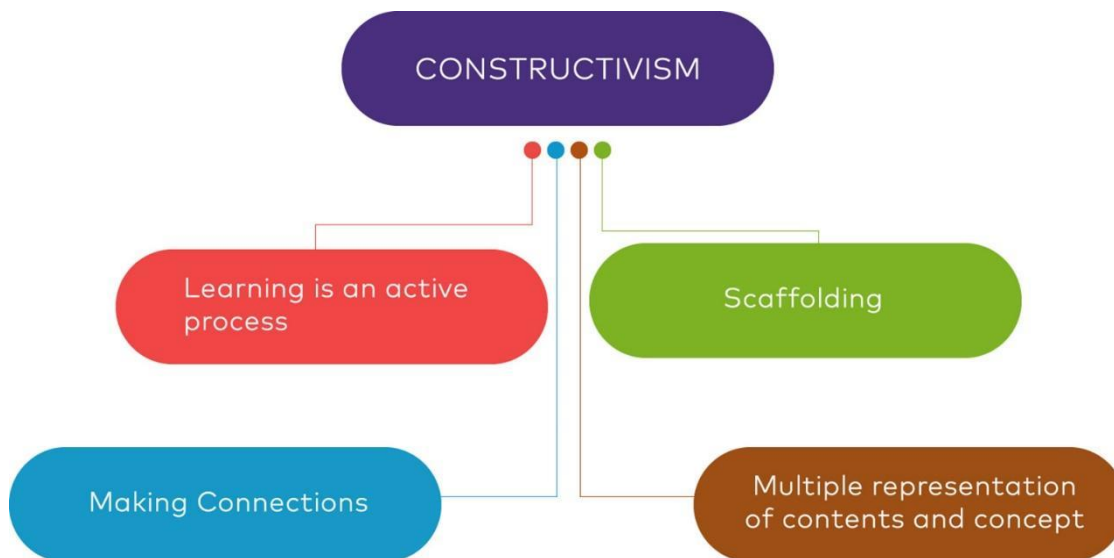 CONSTRUCTIVISM
Learning is an active
process
Scaffolding
Making Connections
Multiple representation
of contents and concept